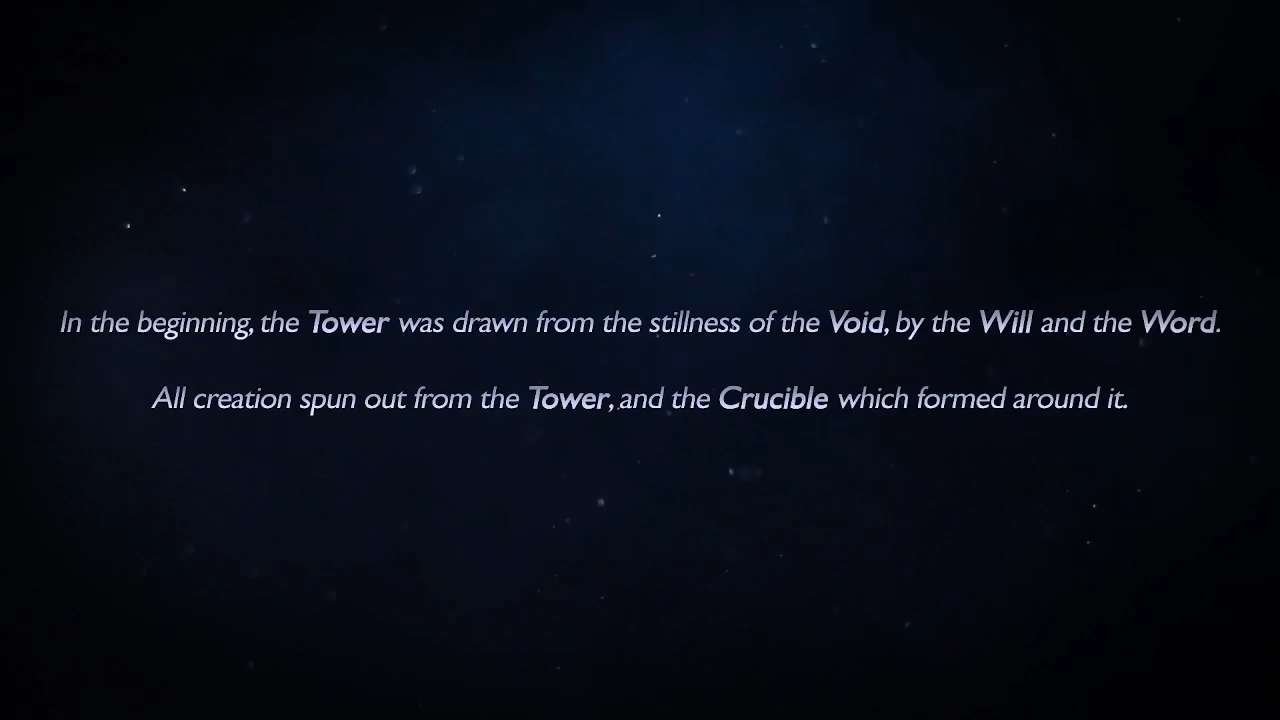 In the beginning, the Tower was drawn from the stillness of the Void, by the Will and the Word.
All creation spun out from the Tower, and the Crucible which formed around it.